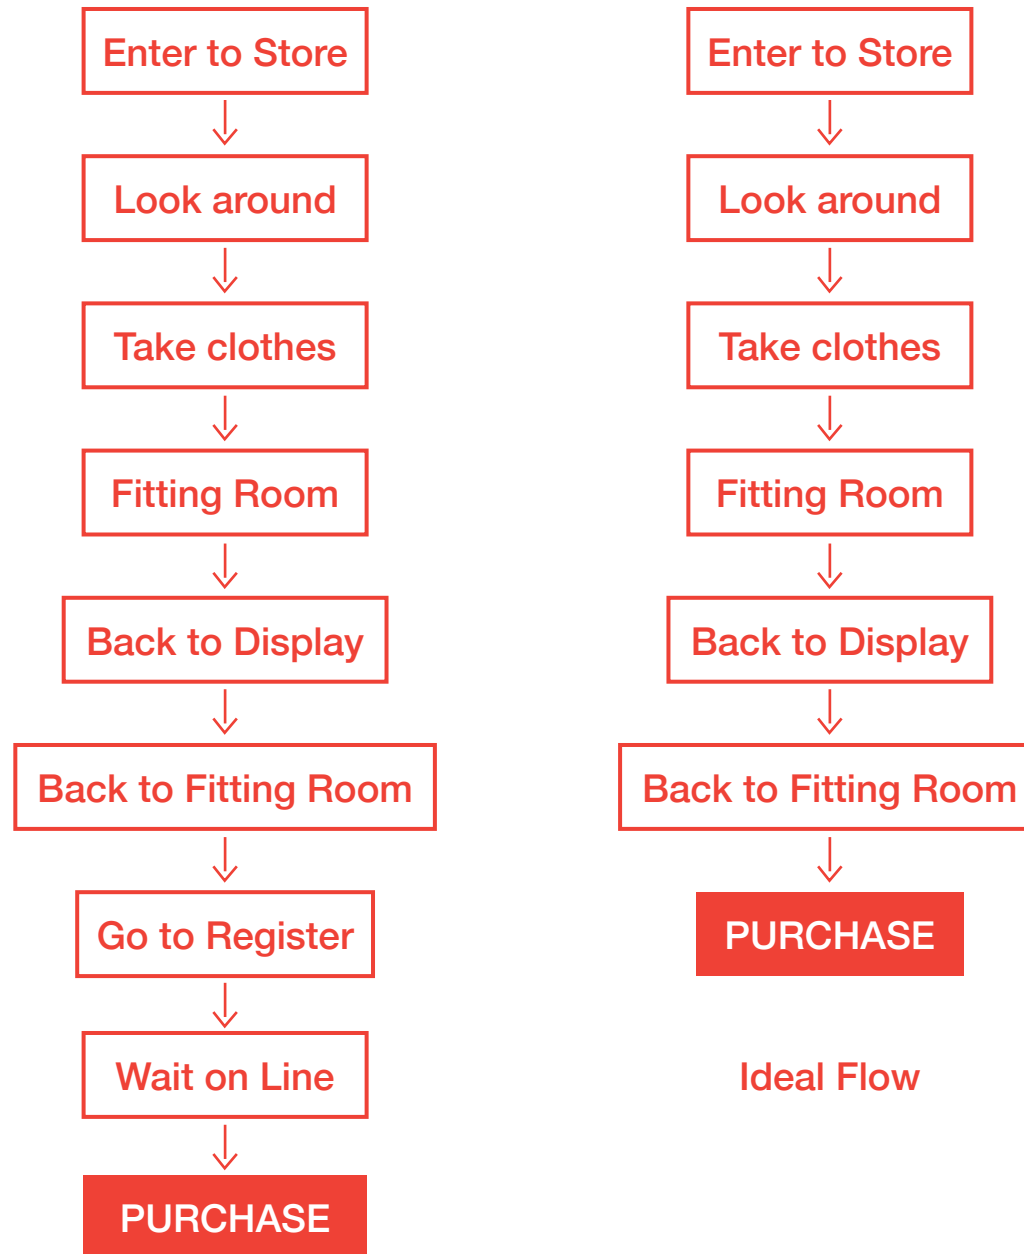 Enter to Store
Look around
Take clothes
Fitting Room
Back to Display
Back to Fitting Room
Go to Register
Wait on Line
PURCHASE
Enter to Store
Look around
Take clothes
Fitting Room
Back to Display
Back to Fitting Room
PURCHASE
Ideal Flow